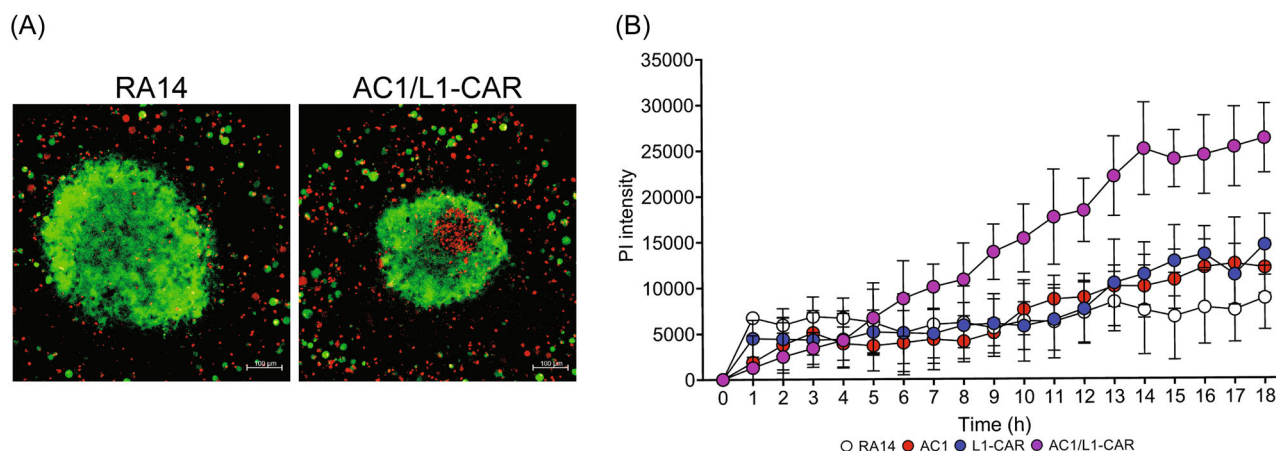 (A)
RA14 AC1/L1-CAR
100 µm 100 µm
(B)
PI intensity
35000
30000
25000
20000
15000
10000
5000
0
0 1 2 3 4 5 6 7 8 9 10 11 12 13 14 15 16 17 18
Time (h)
RA14 AC1 L1-CAR AC1/L1-CAR